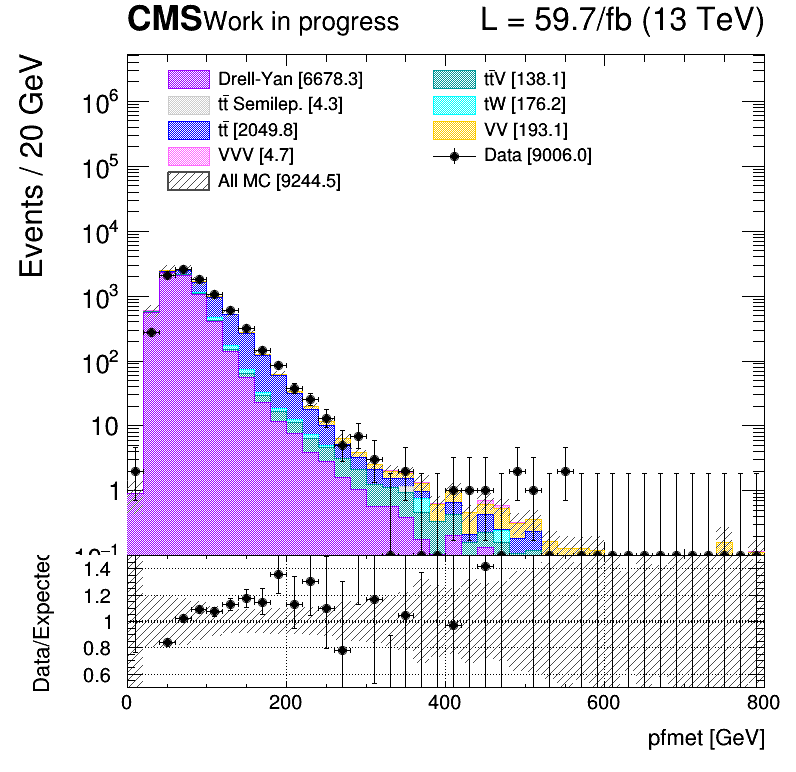 CMS Work in progress L = 59.7/fb (13 TeV)
Events / 20 GeV
Drell-Yan [6678.3]
tt̄ Semilep. [4.3]
tt̄ [2049.8]
VVV [4.7]
All MC [9244.5]
tt̄V [138.1]
tW [176.2]
VV [193.1]
Data [9006.0]
10⁶
10⁵
10⁴
10³
10²
10
1
10⁻¹
Data/Expected
1.4
1.2
1
0.8
0.6
0 200 400 600 800
pfmet [GeV]